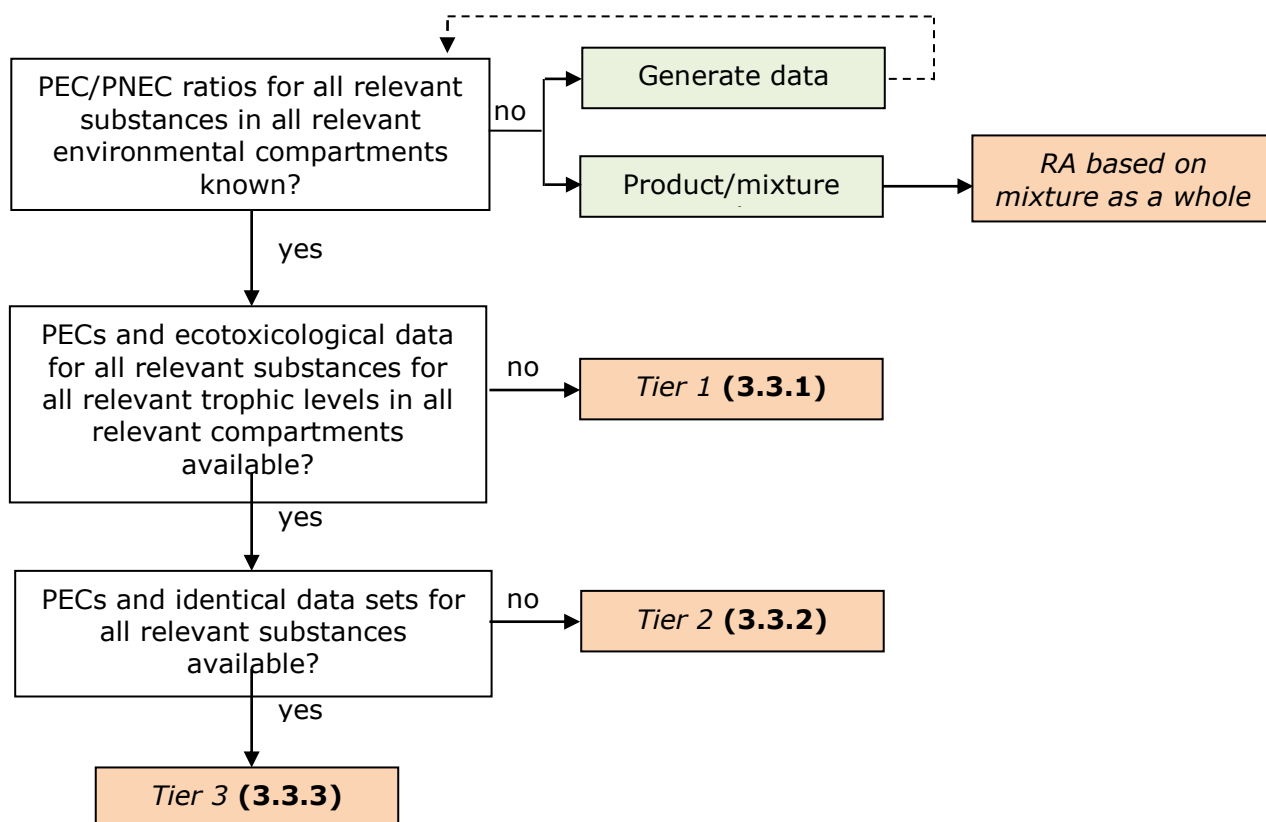 PEC/PNEC ratios for all relevant
substances in all relevant
environmental compartments
known?
no
Generate data
Product/mixture
RA based on
mixture as a whole
yes
PECs and ecotoxicological data
for all relevant substances for
all relevant trophic levels in all
relevant compartments
available?
no
Tier 1 (3.3.1)
yes
PECs and identical data sets for
all relevant substances
available?
no
Tier 2 (3.3.2)
yes
Tier 3 (3.3.3)